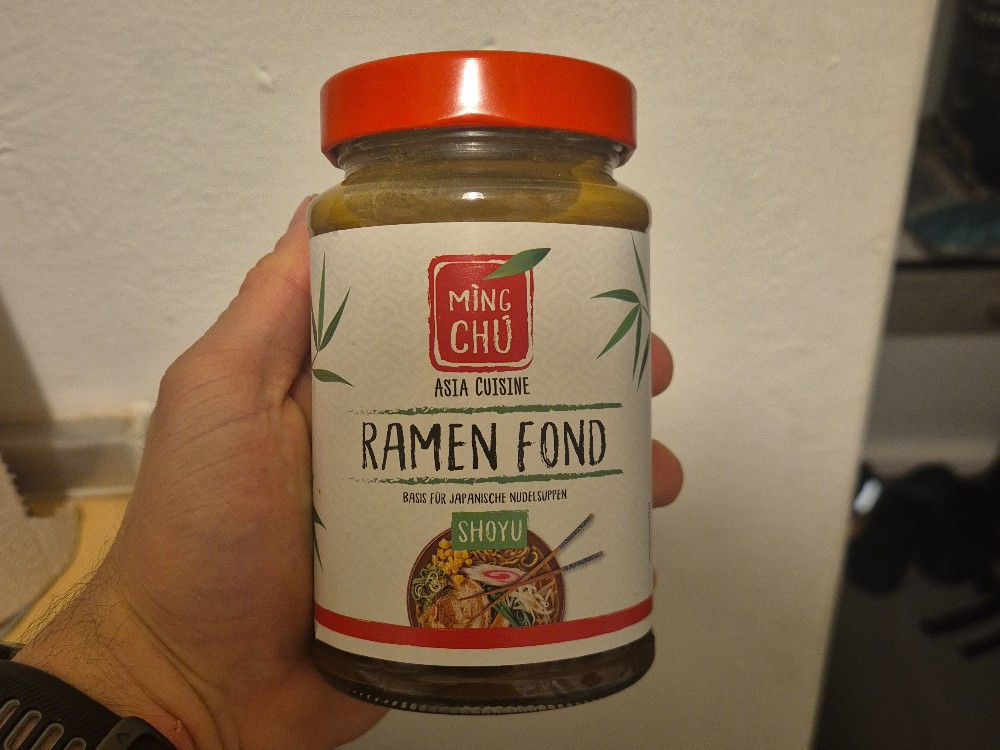 MÌNG
CHÚ
ASIA CUISINE
RAMEN FOND
BASIS FÜR JAPANISCHE NUDELSUPPEN
SHOYU